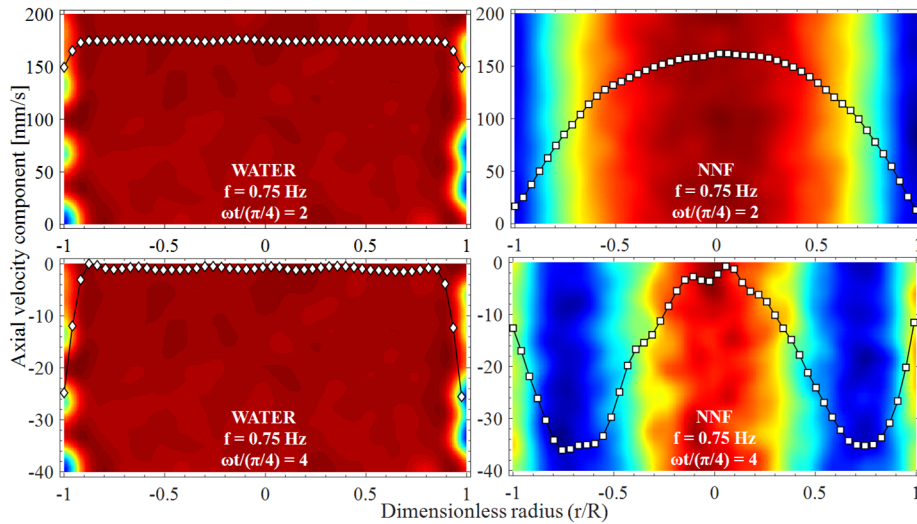 Axial velocity component [mm/s]
200
150
100
50
0
WATER
f = 0.75 Hz
ωt/(π/4) = 2
-1
-0.5
0
0.5
1
200
150
100
50
0
NNF
f = 0.75 Hz
ωt/(π/4) = 2
-1
-0.5
0
0.5
1
0
-10
-20
-30
-40
WATER
f = 0.75 Hz
ωt/(π/4) = 4
-1
-0.5
0
0.5
1
0
-10
-20
-30
-40
NNF
f = 0.75 Hz
ωt/(π/4) = 4
-1
-0.5
0
0.5
1
Dimensionless radius (r/R)